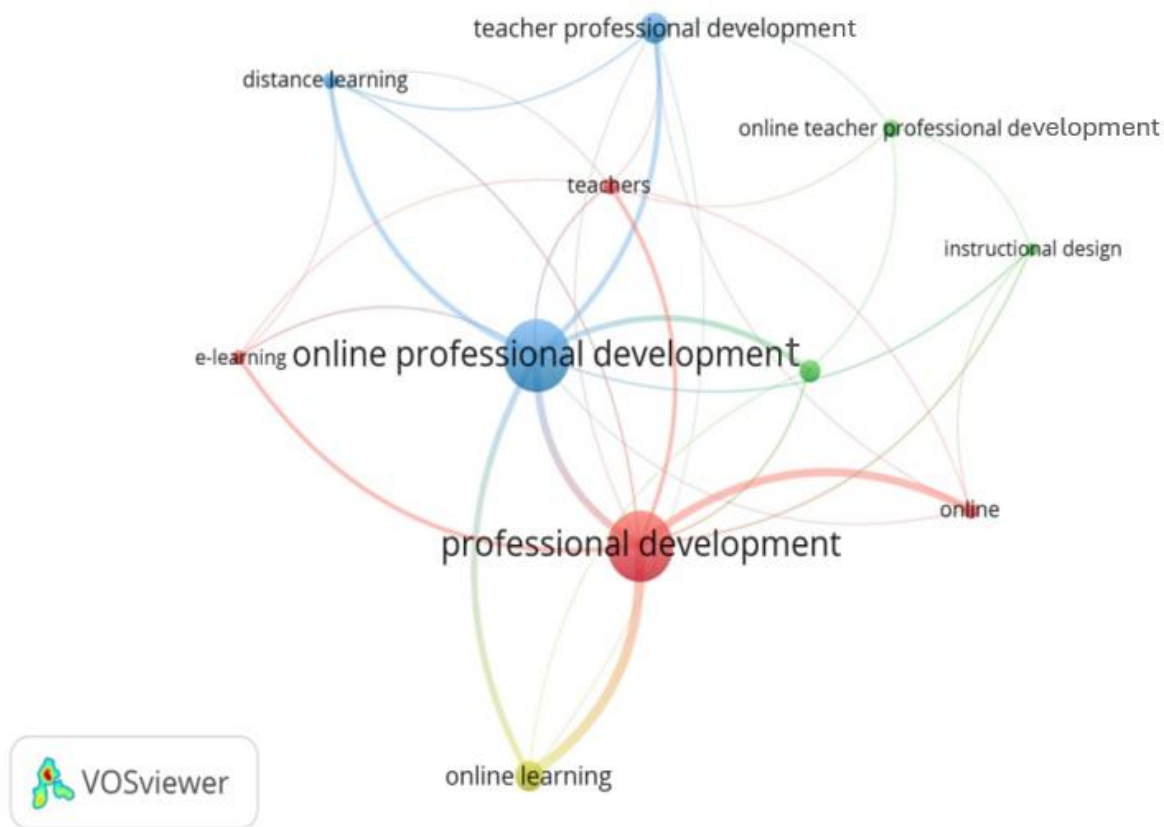 teacher professional development
distance learning
online teacher professional development
teachers
instructional design
e-learning
online professional development
online
professional development
online learning
VOSviewer